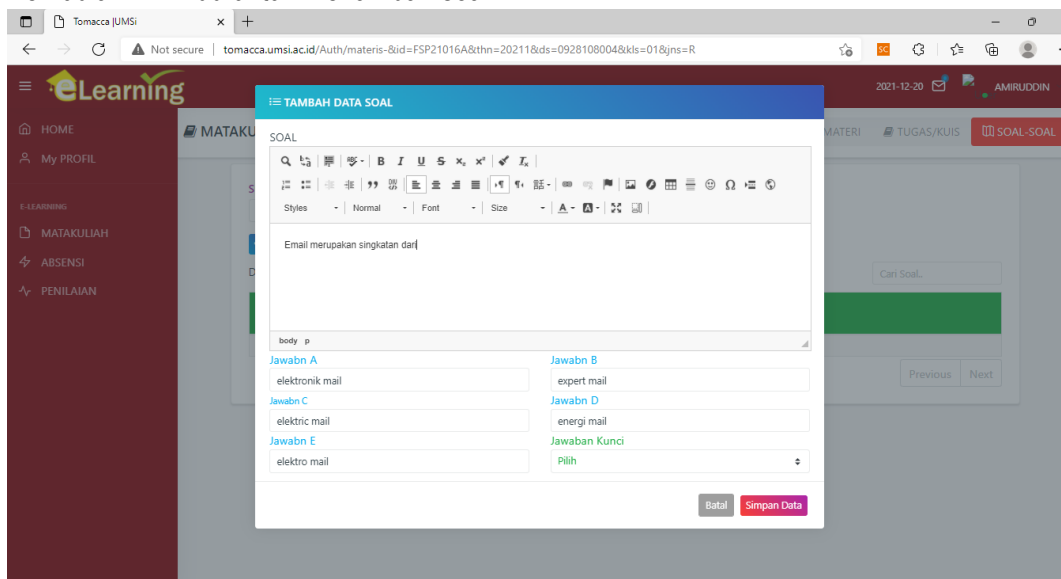 Tomacca |UMSi
Not secure | tomacca.umsi.ac.id/Auth/materis-&id=FSP21016A&thn=20211&ds=0928108004&kls=01&jns=R
eLearning
2021-12-20
AMIRUDDIN
HOME
My PROFIL
E-LEARNING
MATAKULIAH
ABSENSI
PENILAIAN
MATAKU
MATERI
TUGAS/KUIS
SOAL-SOAL
TAMBAH DATA SOAL
SOAL
Styles
Normal
Font
Size
Email merupakan singkatan dari
body p
Jawabn A
Jawabn B
elektronik mail
expert mail
Jawabn C
Jawabn D
elektric mail
energi mail
Jawabn E
Jawaban Kunci
elektro mail
Pilih
Batal
Simpan Data
Cari Soal..
Previous
Next